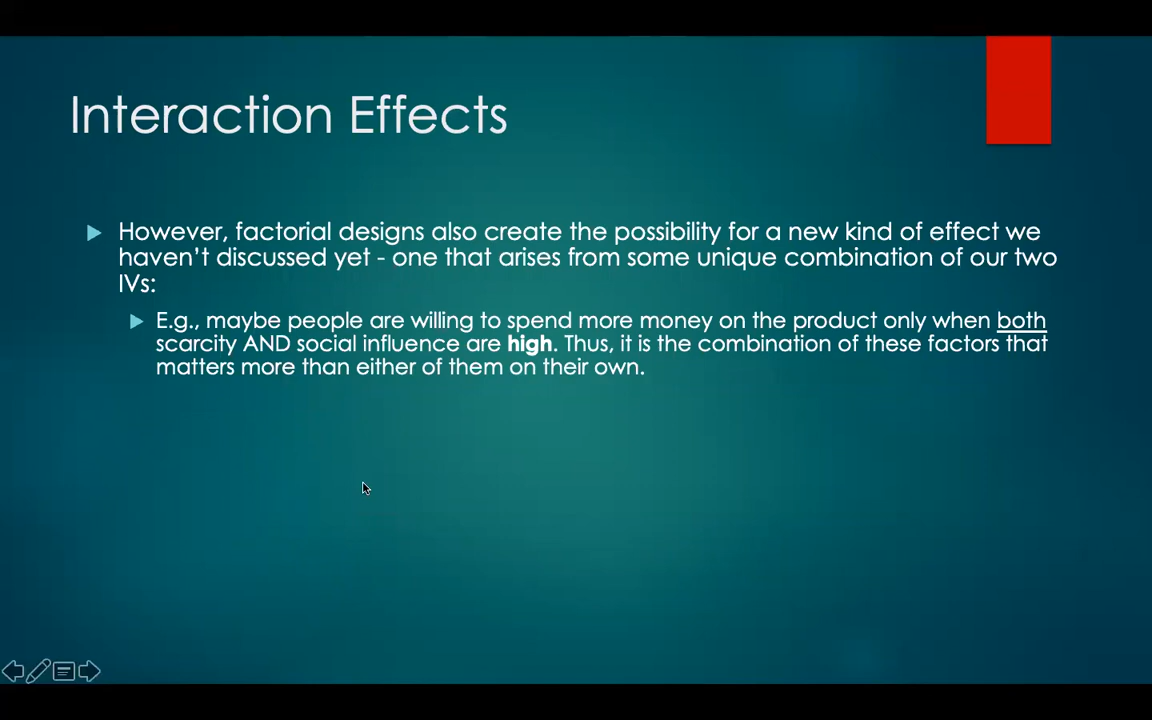 Interaction Effects
However, factorial designs also create the possibility for a new kind of effect we
haven’t discussed yet - one that arises from some unique combination of our two
IVs:
E.g., maybe people are willing to spend more money on the product only when both
scarcity AND social influence are high. Thus, it is the combination of these factors that
matters more than either of them on their own.